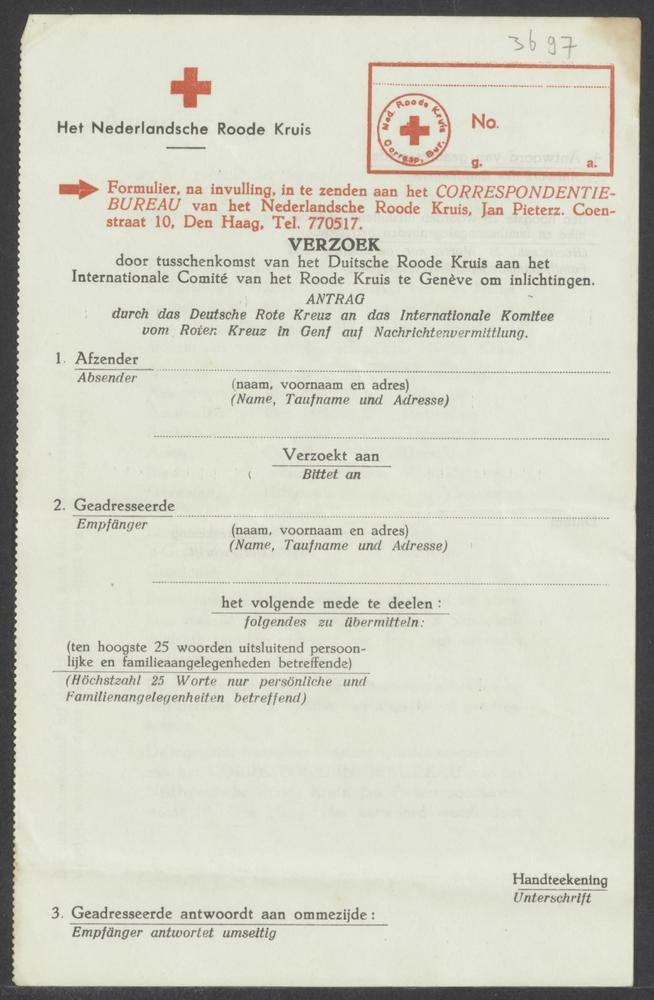 3697
Het Nederlandsche Roode Kruis
Ned. Roode Kruis
Corresp. Bur.
No.
g. a.
Formulier, na invulling, in te zenden aan het CORRESPONDENTIE-
BUREAU van het Nederlandsche Roode Kruis, Jan Pieterz. Coen-
straat 10, Den Haag, Tel. 770517.
VERZOEK
door tusschenkomst van het Duitsche Roode Kruis aan het
Internationale Comité van het Roode Kruis te Genève om inlichtingen.
ANTRAG
durch das Deutsche Rote Kreuz an das Internationale Komitee
vom Roten Kreuz in Genf auf Nachrichtenvermittlung.
1. Afzender
Absender
(naam, voornaam en adres)
(Name, Taufname und Adresse)
Verzoekt aan
Bittet an
2. Geadresseerde
Empfänger
(naam, voornaam en adres)
(Name, Taufname und Adresse)
het volgende mede te deelen :
folgendes zu übermitteln:
(ten hoogste 25 woorden uitsluitend persoon-
lijke en familieaangelegenheden betreffende)
(Höchstzahl 25 Worte nur persönliche und
Familienangelegenheiten betreffend)
Handteekening
Unterschrift
3. Geadresseerde antwoordt aan ommezijde :
Empfänger antwortet umseitig